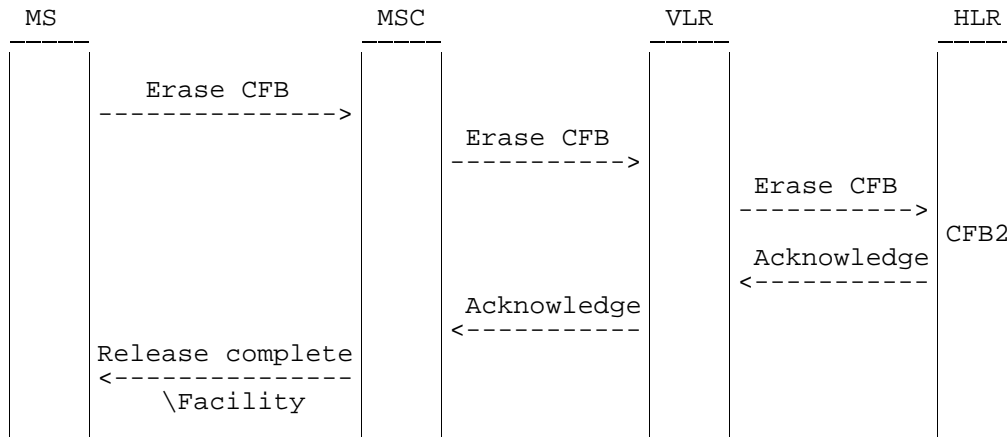 MS MSC VLR HLR
Erase CFB
Erase CFB
Erase CFB
CFB2
Acknowledge
Acknowledge
Release complete
\Facility